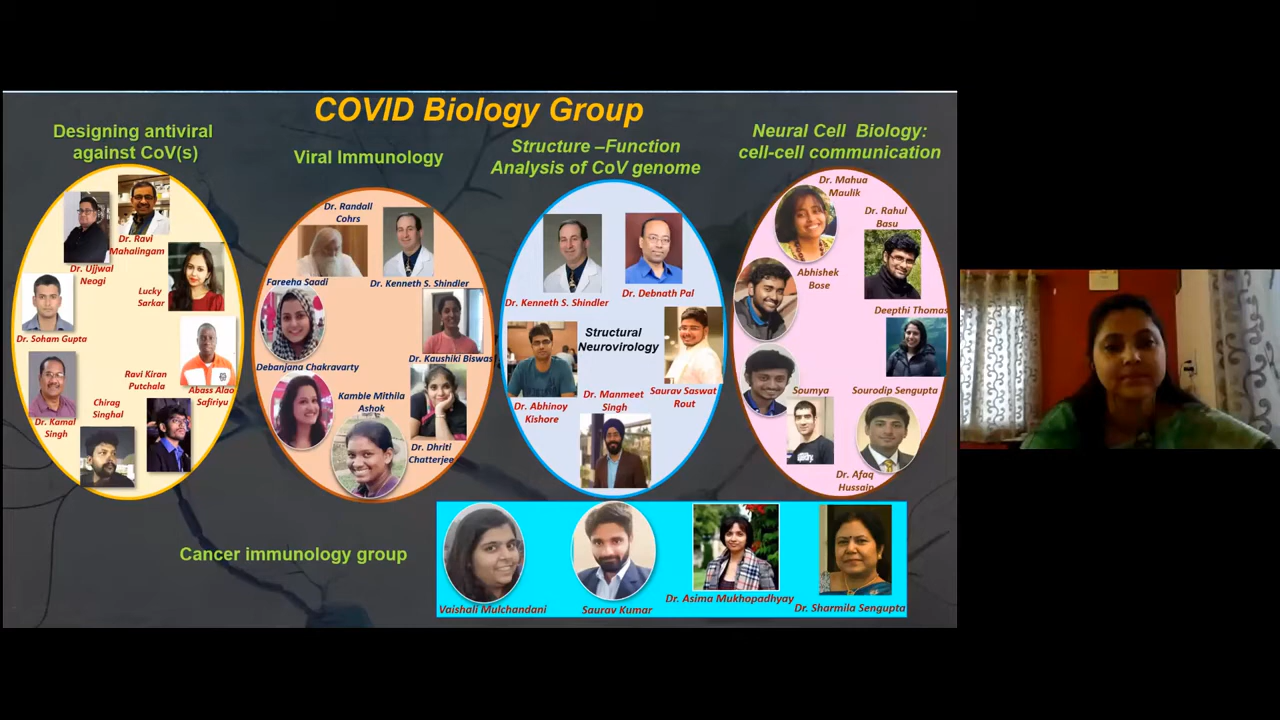 COVID Biology Group
Designing antiviral
against CoV(s)
Dr. Ravi
Mahalingam
Dr. Ujjwal
Neogi
Lucky
Sarkar
Dr. Soham Gupta
Ravi Kiran
Putchala
Abass Alao
Safiriyu
Chirag
Singhal
Dr. Kamal
Singh
Viral Immunology
Dr. Randall
Cohrs
Fareeha Saadi
Dr. Kenneth S. Shindler
Dr. Kaushiki Biswas
Debanjana Chakravarty
Kamble Mithila
Ashok
Dr. Dhriti
Chatterjee
Structure –Function
Analysis of CoV genome
Dr. Kenneth S. Shindler
Dr. Debnath Pal
Structural
Neurovirology
Dr. Abhinoy
Kishore
Dr. Manmeet
Singh
Saurav Saswat
Rout
Neural Cell Biology:
cell-cell communication
Dr. Mahua
Maulik
Dr. Rahul
Basu
Abhishek
Bose
Deepthi Thomas
Soumya
Sourodip Sengupta
Dr. Afaq
Hussain
Cancer immunology group
Vaishali Mulchandani
Saurav Kumar
Dr. Asima Mukhopadhyay
Dr. Sharmila Sengupta